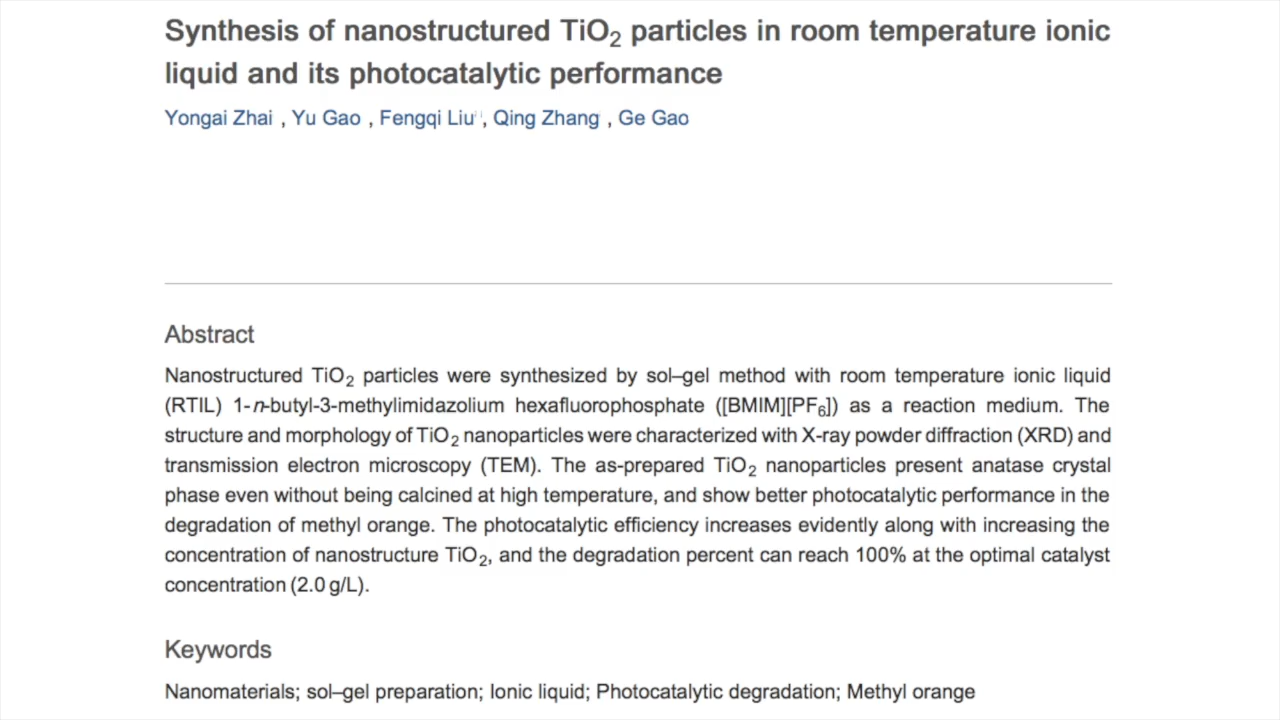 Synthesis of nanostructured TiO2 particles in room temperature ionic
liquid and its photocatalytic performance
Yongai Zhai , Yu Gao , Fengqi Liu , Qing Zhang , Ge Gao
Abstract
Nanostructured TiO2 particles were synthesized by sol–gel method with room temperature ionic liquid
(RTIL) 1-n-butyl-3-methylimidazolium hexafluorophosphate ([BMIM][PF6]) as a reaction medium. The
structure and morphology of TiO2 nanoparticles were characterized with X-ray powder diffraction (XRD) and
transmission electron microscopy (TEM). The as-prepared TiO2 nanoparticles present anatase crystal
phase even without being calcined at high temperature, and show better photocatalytic performance in the
degradation of methyl orange. The photocatalytic efficiency increases evidently along with increasing the
concentration of nanostructure TiO2, and the degradation percent can reach 100% at the optimal catalyst
concentration (2.0 g/L).
Keywords
Nanomaterials; sol–gel preparation; Ionic liquid; Photocatalytic degradation; Methyl orange